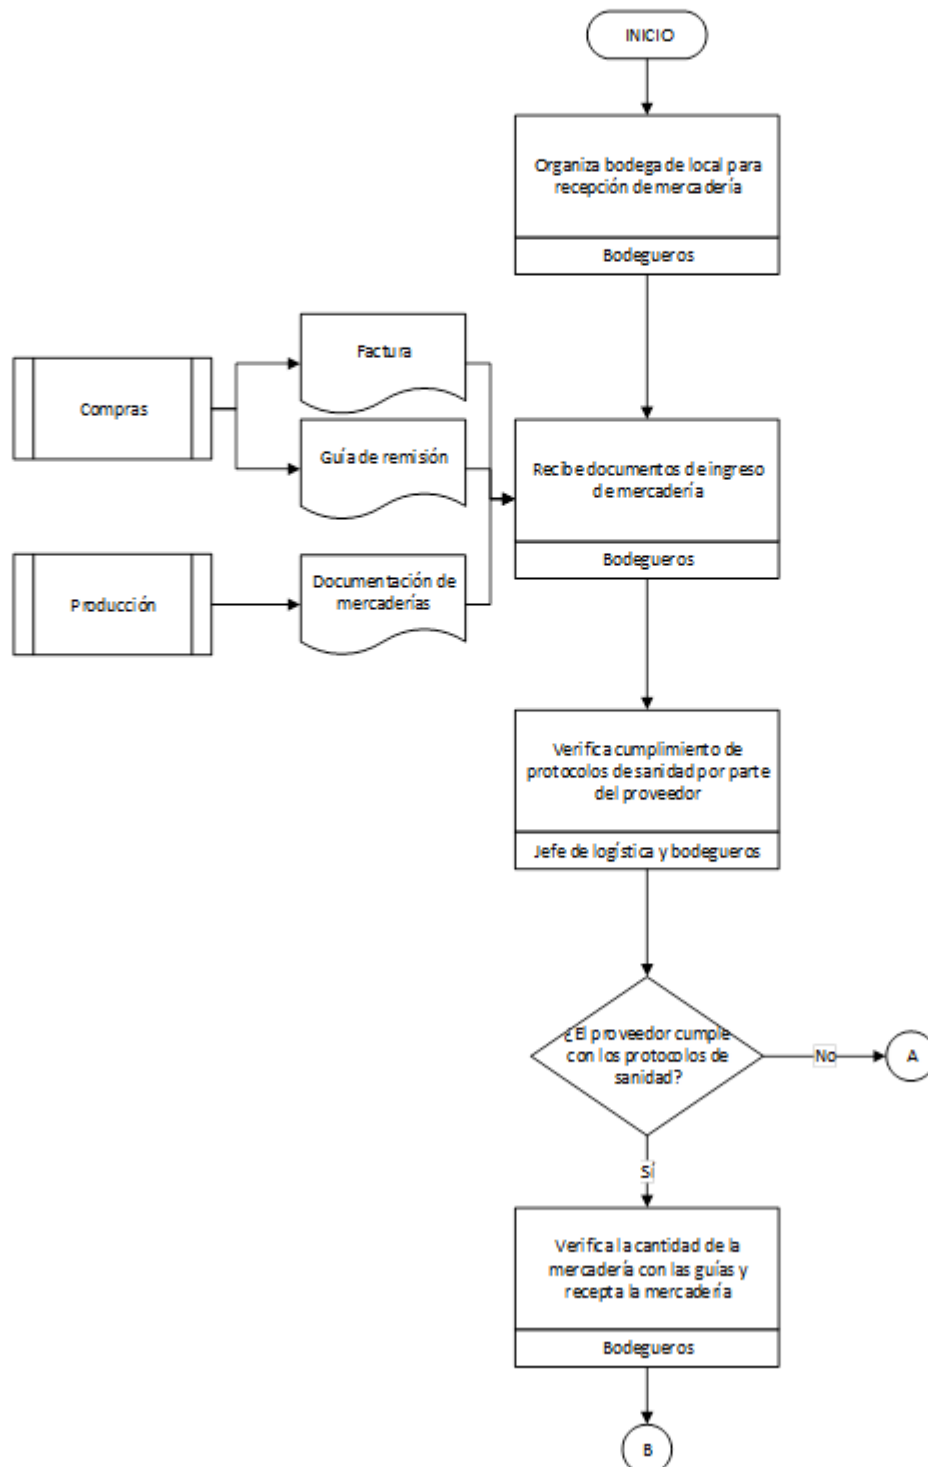 INICIO
Organiza bodega de local para
recepción de mercadería
Bodegueros
Factura
Compras
Guía de remisión
Recibe documentos de ingreso
de mercadería
Bodegueros
Documentación de
mercaderías
Producción
Verifica cumplimiento de
protocolos de sanidad por parte
del proveedor
Jefe de logística y bodegueros
¿El proveedor cumple
con los protocolos de
sanidad?
No
A
Sí
Verifica la cantidad de la
mercadería con las guías y
recepta la mercadería
Bodegueros
B